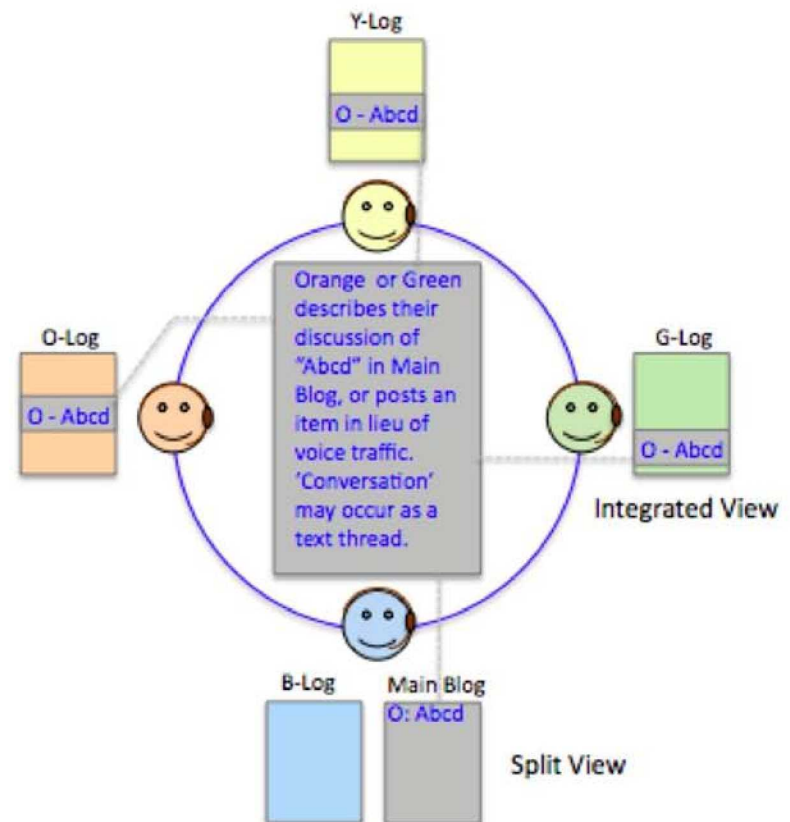 Y-Log
O - Abcd
Orange or Green
describes their
discussion of
"Abcd" in Main
Blog, or posts an
item in lieu of
voice traffic.
'Conversation'
may occur as a
text thread.
O-Log
O - Abcd
G-Log
O - Abcd
Integrated View
B-Log
Main Blog
O: Abcd
Split View